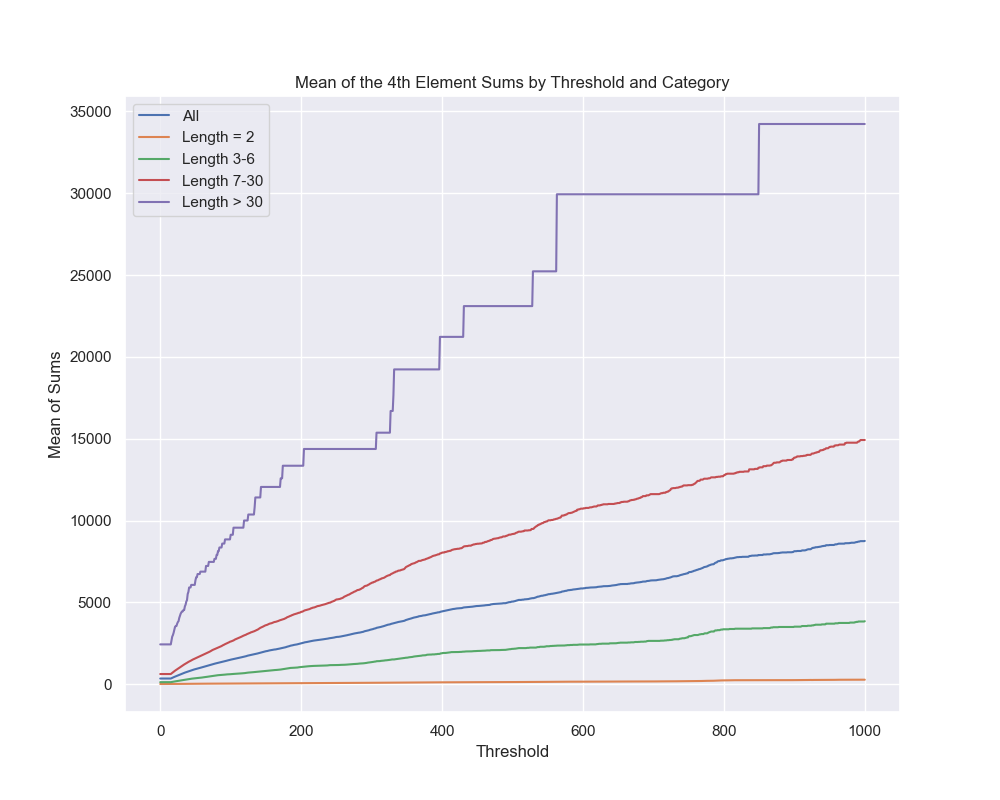 Mean of the 4th Element Sums by Threshold and Category
35000
30000
25000
20000
15000
10000
5000
0
Mean of Sums
All
Length = 2
Length 3-6
Length 7-30
Length > 30
0 200 400 600 800 1000
Threshold